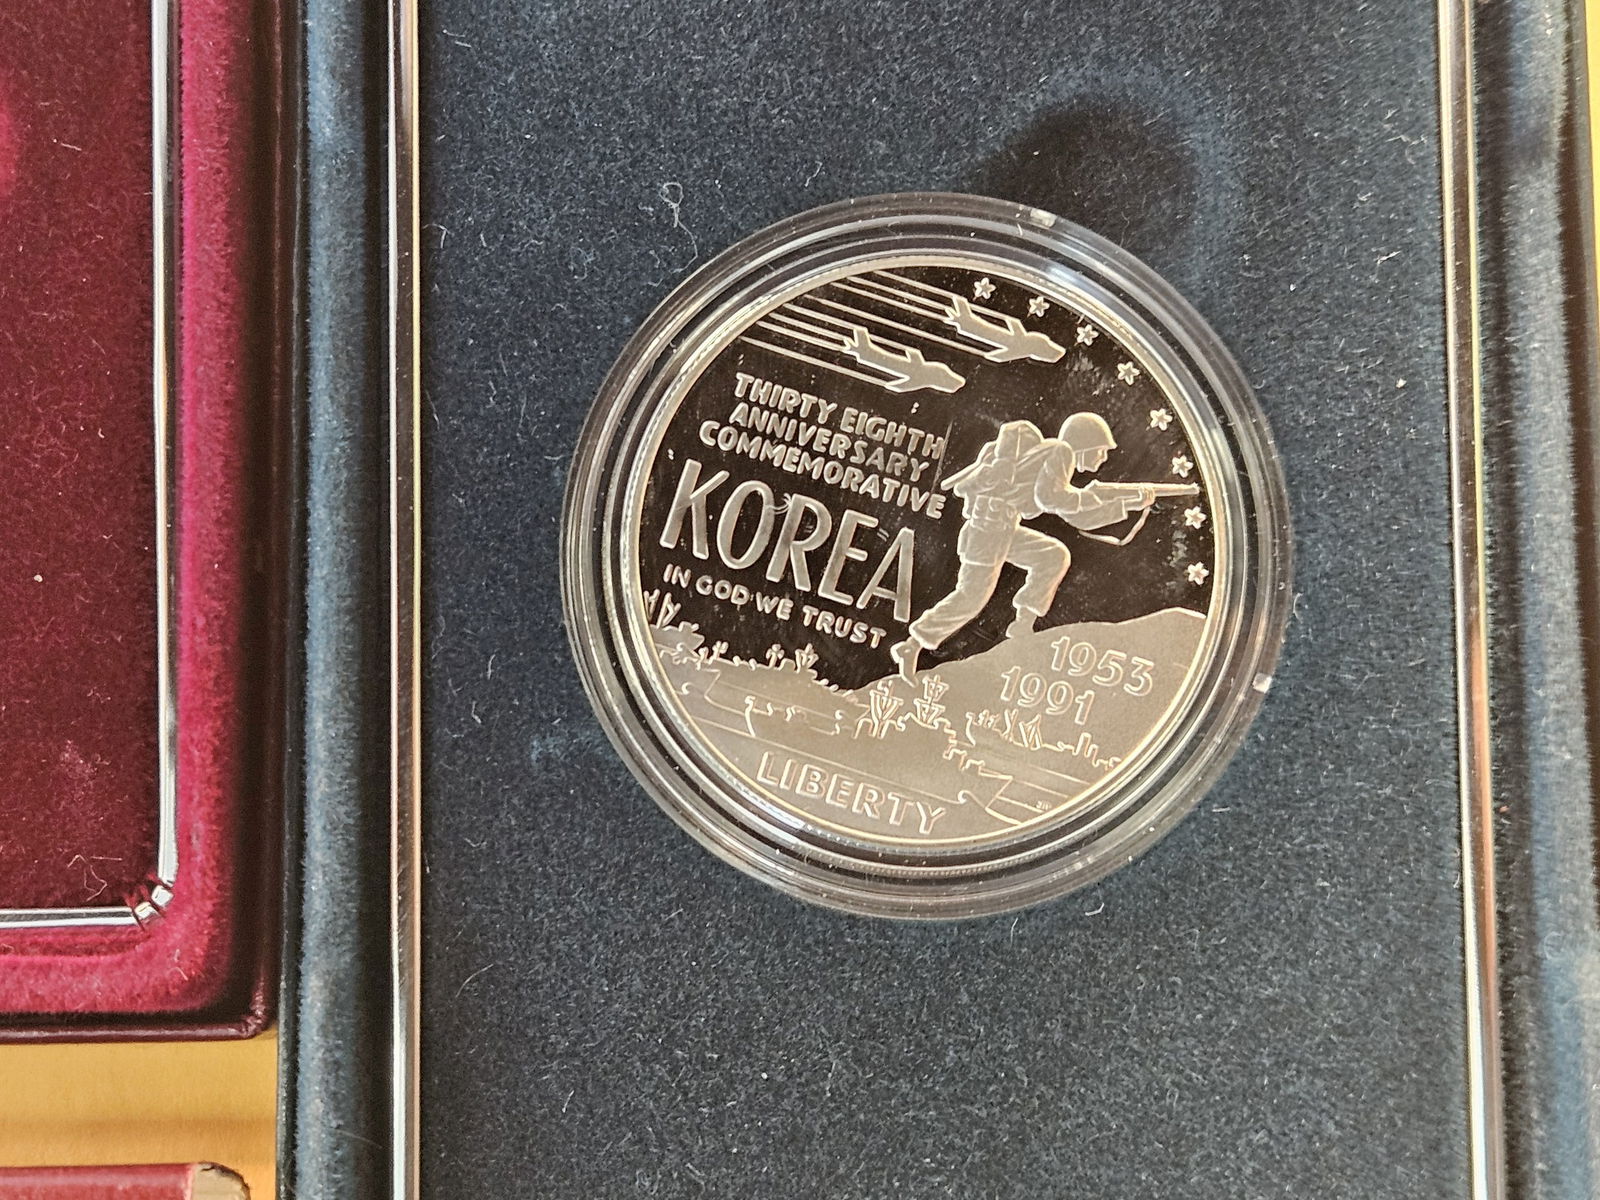 THIRTY EIGHTH
ANNIVERSARY
COMMEMORATIVE
KOREA
IN GOD WE TRUST
1953
1991
LIBERTY